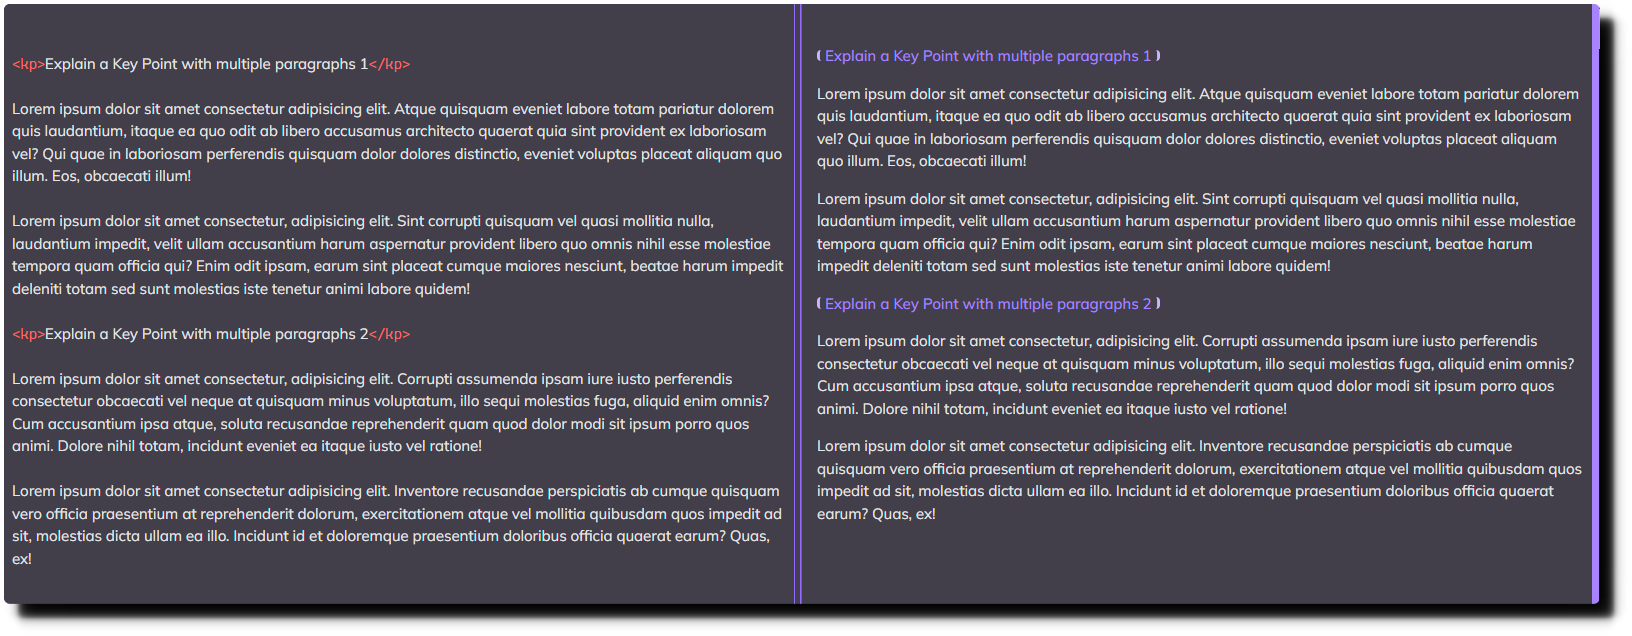 <kp>Explain a Key Point with multiple paragraphs 1</kp>
Lorem ipsum dolor sit amet consectetur adipisicing elit. Atque quisquam eveniet labore totam pariatur dolorem
quis laudantium, itaque ea quo odit ab libero accusamus architecto quaerat quia sint provident ex laboriosam
vel? Qui quae in laboriosam perferendis quisquam dolor dolores distinctio, eveniet voluptas placeat aliquam quo
illum. Eos, obcaecati illum!
Lorem ipsum dolor sit amet consectetur, adipisicing elit. Sint corrupti quisquam vel quasi mollitia nulla,
laudantium impedit, velit ullam accusantium harum aspernatur provident libero quo omnis nihil esse molestiae
tempora quam officia qui? Enim odit ipsam, earum sint placeat cumque maiores nesciunt, beatae harum impedit
deleniti totam sed sunt molestias iste tenetur animi labore quidem!
<kp>Explain a Key Point with multiple paragraphs 2</kp>
Lorem ipsum dolor sit amet consectetur, adipisicing elit. Corrupti assumenda ipsam iure iusto perferendis
consectetur obcaecati vel neque at quisquam minus voluptatum, illo sequi molestias fuga, aliquid enim omnis?
Cum accusantium ipsa atque, soluta recusandae reprehenderit quam quod dolor modi sit ipsum porro quos
animi. Dolore nihil totam, incidunt eveniet ea itaque iusto vel ratione!
Lorem ipsum dolor sit amet consectetur adipisicing elit. Inventore recusandae perspiciatis ab cumque quisquam
vero officia praesentium at reprehenderit dolorum, exercitationem atque vel mollitia quibusdam quos impedit ad
sit, molestias dicta ullam ea illo. Incidunt id et doloremque praesentium doloribus officia quaerat earum? Quas,
ex!
( Explain a Key Point with multiple paragraphs 1 )
Lorem ipsum dolor sit amet consectetur adipisicing elit. Atque quisquam eveniet labore totam pariatur dolorem
quis laudantium, itaque ea quo odit ab libero accusamus architecto quaerat quia sint provident ex laboriosam
vel? Qui quae in laboriosam perferendis quisquam dolor dolores distinctio, eveniet voluptas placeat aliquam
quo illum. Eos, obcaecati illum!
Lorem ipsum dolor sit amet consectetur, adipisicing elit. Sint corrupti quisquam vel quasi mollitia nulla,
laudantium impedit, velit ullam accusantium harum aspernatur provident libero quo omnis nihil esse molestiae
tempora quam officia qui? Enim odit ipsam, earum sint placeat cumque maiores nesciunt, beatae harum
impedit deleniti totam sed sunt molestias iste tenetur animi labore quidem!
( Explain a Key Point with multiple paragraphs 2 )
Lorem ipsum dolor sit amet consectetur, adipisicing elit. Corrupti assumenda ipsam iure iusto perferendis
consectetur obcaecati vel neque at quisquam minus voluptatum, illo sequi molestias fuga, aliquid enim omnis?
Cum accusantium ipsa atque, soluta recusandae reprehenderit quam quod dolor modi sit ipsum porro quos
animi. Dolore nihil totam, incidunt eveniet ea itaque iusto vel ratione!
Lorem ipsum dolor sit amet consectetur adipisicing elit. Inventore recusandae perspiciatis ab cumque
quisquam vero officia praesentium at reprehenderit dolorum, exercitationem atque vel mollitia quibusdam quos
impedit ad sit, molestias dicta ullam ea illo. Incidunt id et doloremque praesentium doloribus officia quaerat
earum? Quas, ex!